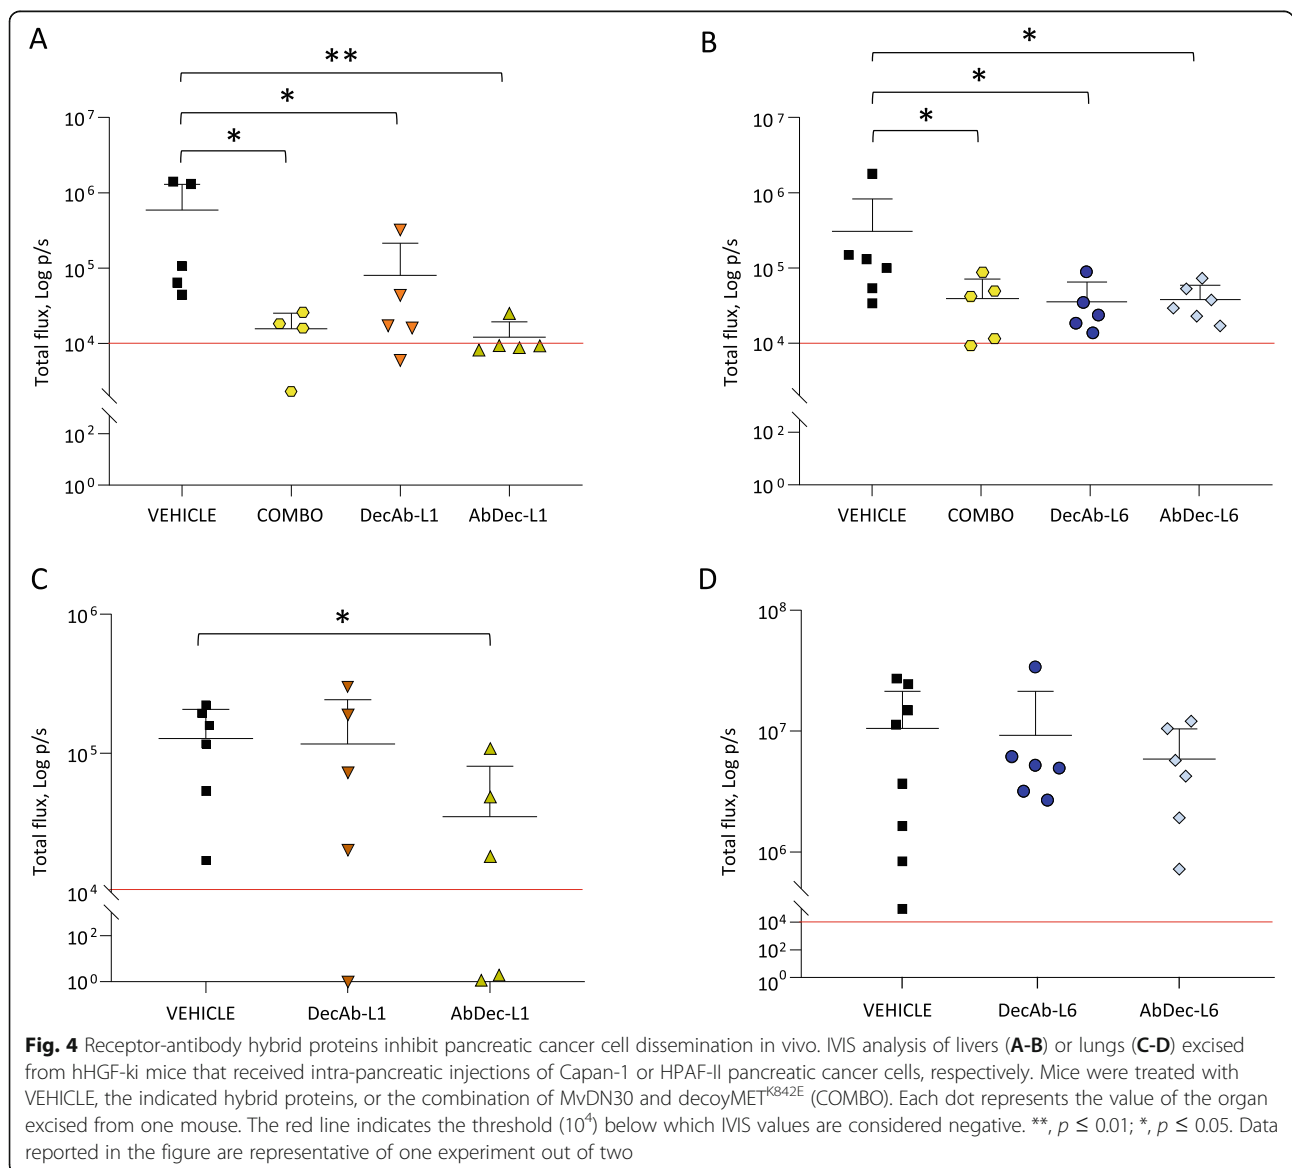 A
**
*
*
Total flux, Log p/s
10⁷
10⁶
10⁵
10⁴
10²
10⁰
VEHICLE COMBO DecAb-L1 AbDec-L1
B
*
*
*
Total flux, Log p/s
10⁷
10⁶
10⁵
10⁴
10²
10⁰
VEHICLE COMBO DecAb-L6 AbDec-L6
C
*
Total flux, Log p/s
10⁶
10⁵
10⁴
10²
10⁰
VEHICLE DecAb-L1 AbDec-L1
D
Total flux, Log p/s
10⁸
10⁷
10⁶
10⁴
10²
10⁰
VEHICLE DecAb-L6 AbDec-L6
Fig. 4 Receptor-antibody hybrid proteins inhibit pancreatic cancer cell dissemination in vivo. IVIS analysis of livers (A-B) or lungs (C-D) excised
from hHGF-ki mice that received intra-pancreatic injections of Capan-1 or HPAF-II pancreatic cancer cells, respectively. Mice were treated with
VEHICLE, the indicated hybrid proteins, or the combination of MvDN30 and decoyMETᴷ⁸⁴²ᴱ (COMBO). Each dot represents the value of the organ
excised from one mouse. The red line indicates the threshold (10⁴) below which IVIS values are considered negative. **, p ≤ 0.01; *, p ≤ 0.05. Data
reported in the figure are representative of one experiment out of two